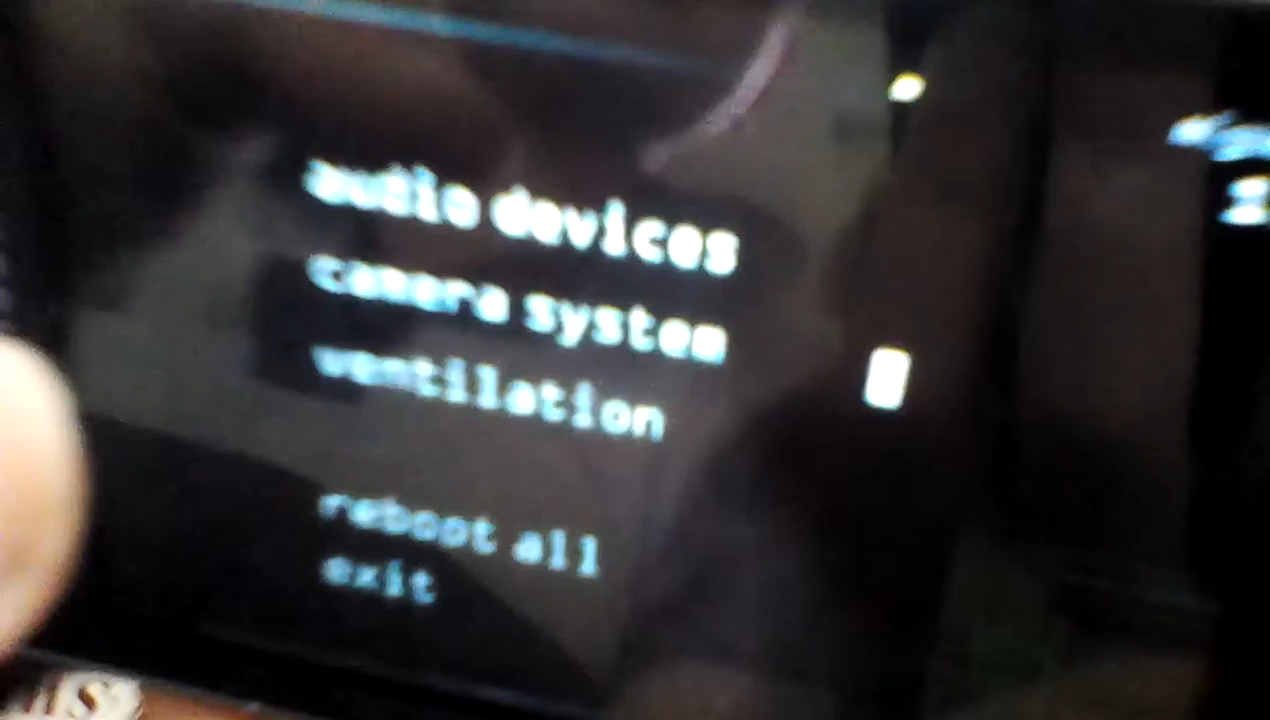 audio devices
camera system
ventilation
reboot all
exit